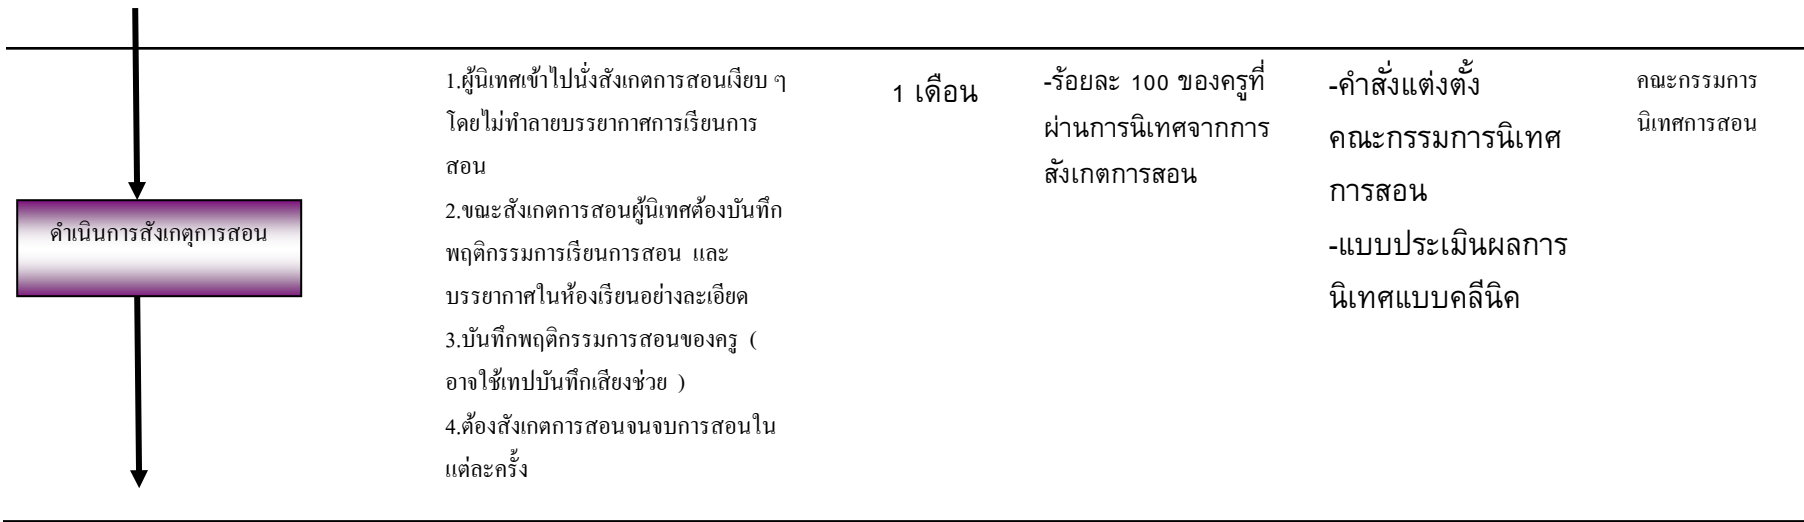 ดำเนินการสังเกตุการสอน
1.ผู้นิเทศเข้าไปนั่งสังเกตการสอนเงียบ ๆ
โดยไม่ทำลายบรรยากาศการเรียนการ
สอน
2.ขณะสังเกตการสอนผู้นิเทศต้องบันทึก
พฤติกรรมการเรียนการสอน และ
บรรยากาศในห้องเรียนอย่างละเอียด
3.บันทึกพฤติกรรมการสอนของครู (
อาจใช้เทปบันทึกเสียงช่วย )
4.ต้องสังเกตการสอนจนจบการสอนใน
แต่ละครั้ง
1 เดือน
-ร้อยละ 100 ของครูที่
ผ่านการนิเทศจากการ
สังเกตการสอน
-คำสั่งแต่งตั้ง
คณะกรรมการนิเทศ
การสอน
-แบบประเมินผลการ
นิเทศแบบคลีนิค
คณะกรรมการ
นิเทศการสอน